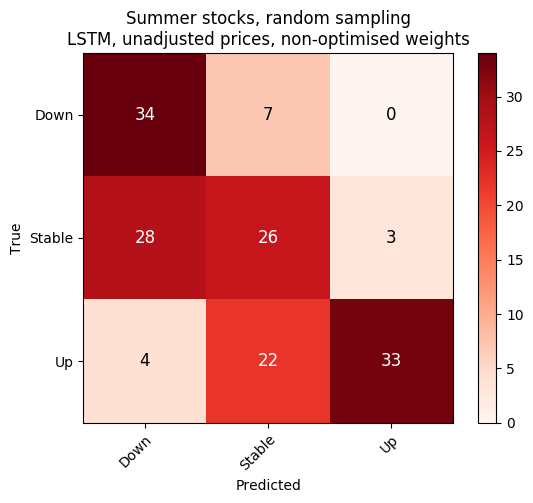 Summer stocks, random sampling
LSTM, unadjusted prices, non-optimised weights
True
Down
34
7
0
Stable
28
26
3
Up
4
22
33
Down
Stable
Up
Predicted
30
25
20
15
10
5
0